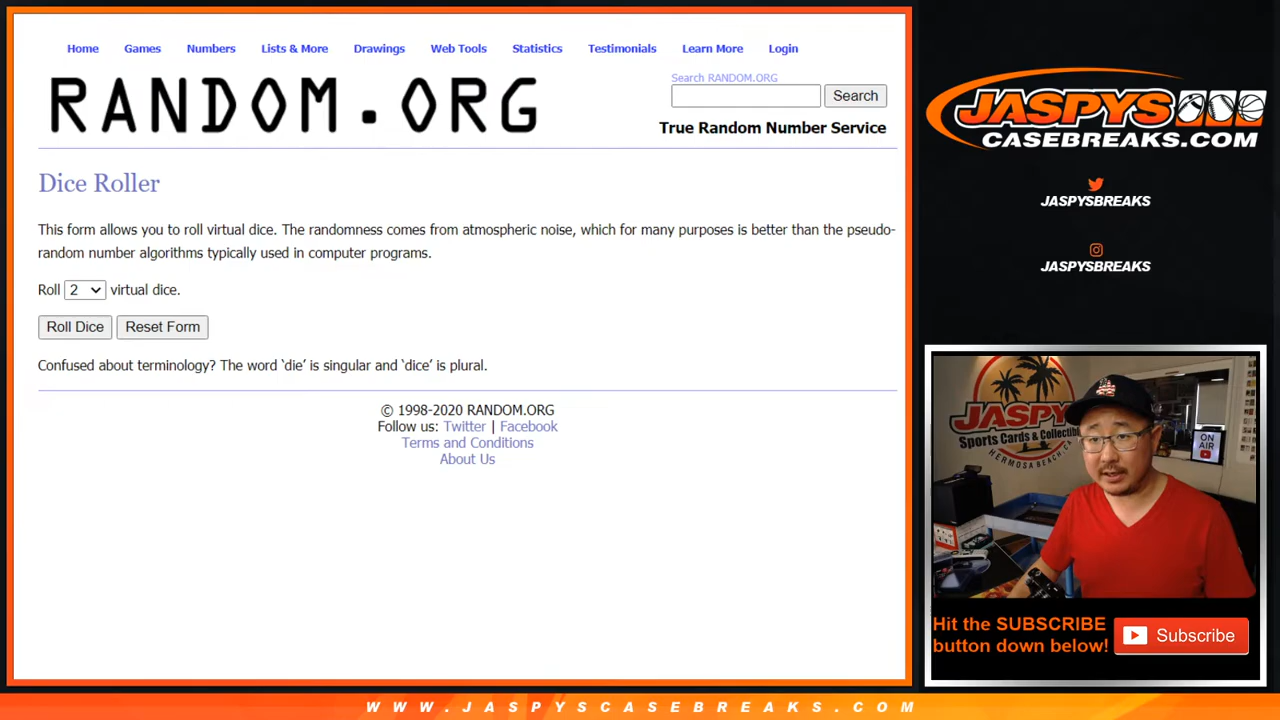 Home Games Numbers Lists & More Drawings Web Tools Statistics Testimonials Learn More Login
RANDOM.ORG
Search RANDOM.ORG
Search
True Random Number Service
Dice Roller
This form allows you to roll virtual dice. The randomness comes from atmospheric noise, which for many purposes is better than the pseudo-
random number algorithms typically used in computer programs.
Roll 2 virtual dice.
Roll Dice Reset Form
Confused about terminology? The word ‘die’ is singular and ‘dice’ is plural.
© 1998-2020 RANDOM.ORG
Follow us: Twitter | Facebook
Terms and Conditions
About Us
JASPYS
CASEBREAKS.COM
JASPYSBREAKS
JASPYSBREAKS
JASPYS
Sports Cards & Collectib
HERMOSA BEACH, CA
ON
AIR
Hit the SUBSCRIBE
button down below!
Subscribe
WWW.JASPYSCASEBREAKS.COM